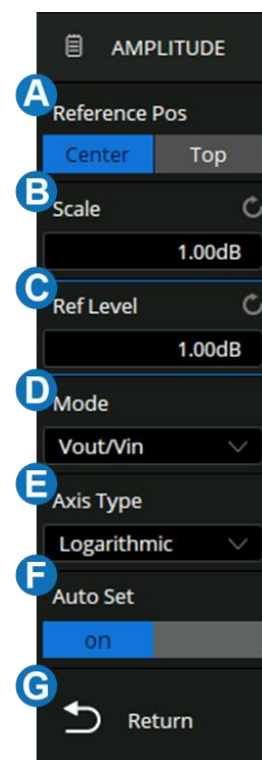 AMPLITUDE
A
Reference Pos
Center Top
B
Scale
1.00dB
C
Ref Level
1.00dB
D
Mode
Vout/Vin
E
Axis Type
Logarithmic
F
Auto Set
on
G
Return